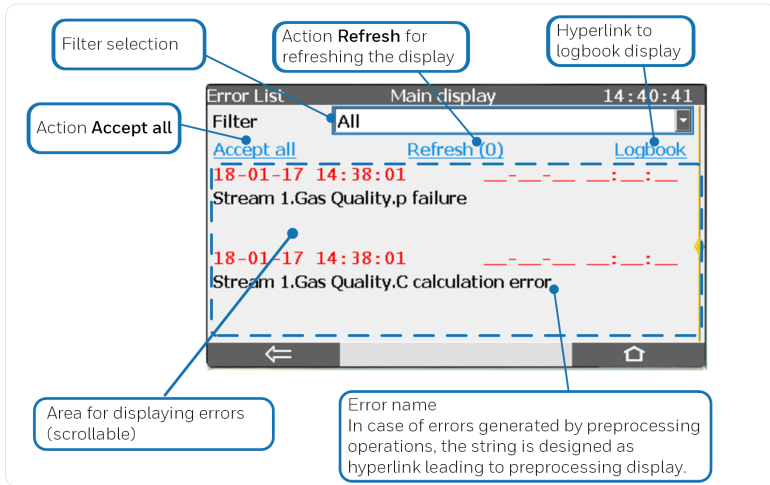 Filter selection
Action Refresh for
refreshing the display
Hyperlink to
logbook display
Action Accept all
Error List Main display 14:40:41
Filter All
Accept all Refresh (0) Logbook
18-01-17 14:38:01 __-__-__ __:__:__
Stream 1.Gas Quality.p failure
18-01-17 14:38:01 __-__-__ __:__:__
Stream 1.Gas Quality.C calculation error
Area for displaying errors
(scrollable)
Error name
In case of errors generated by preprocessing
operations, the string is designed as
hyperlink leading to preprocessing display.